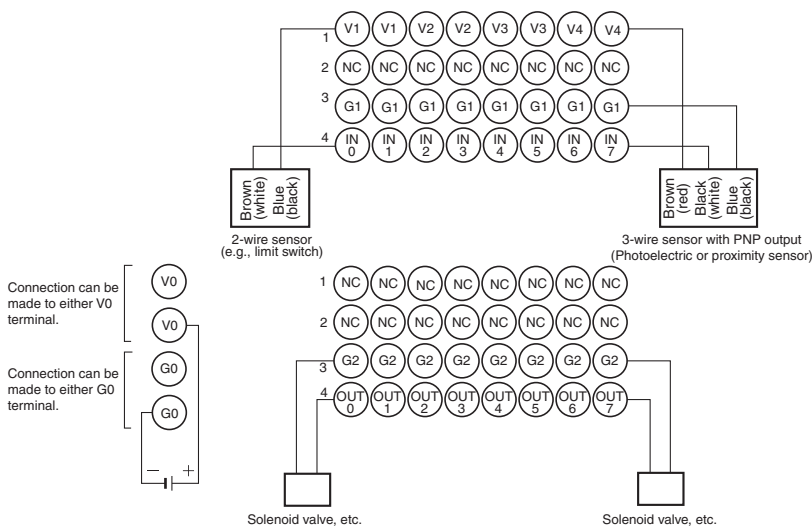 1 V1 V1 V2 V2 V3 V3 V4 V4
2 NC NC NC NC NC NC NC NC
3 G1 G1 G1 G1 G1 G1 G1 G1
4 IN 0 IN 1 IN 2 IN 3 IN 4 IN 5 IN 6 IN 7
Brown
(white)
Blue
(black)
2-wire sensor
(e.g., limit switch)
Brown
(red)
Black
(white)
Blue
(black)
3-wire sensor with PNP output
(Photoelectric or proximity sensor)
Connection can be
made to either V0
terminal.
V0
V0
Connection can be
made to either G0
terminal.
G0
G0
− +
1 NC NC NC NC NC NC NC NC
2 NC NC NC NC NC NC NC NC
3 G2 G2 G2 G2 G2 G2 G2 G2
4 OUT 0 OUT 1 OUT 2 OUT 3 OUT 4 OUT 5 OUT 6 OUT 7
Solenoid valve, etc.
Solenoid valve, etc.